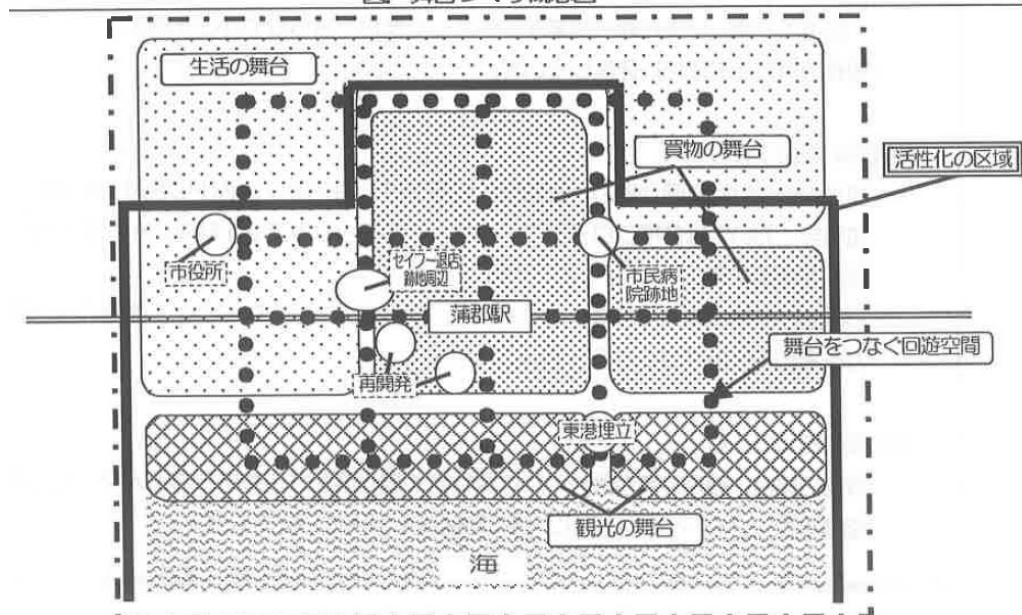 生活の舞台
買物の舞台
活性化の区域
市役所
セイフー退店
跡地周辺
市民病
院跡地
蒲郡駅
舞台をつなぐ回遊空間
再開発
東港埋立
観光の舞台
海